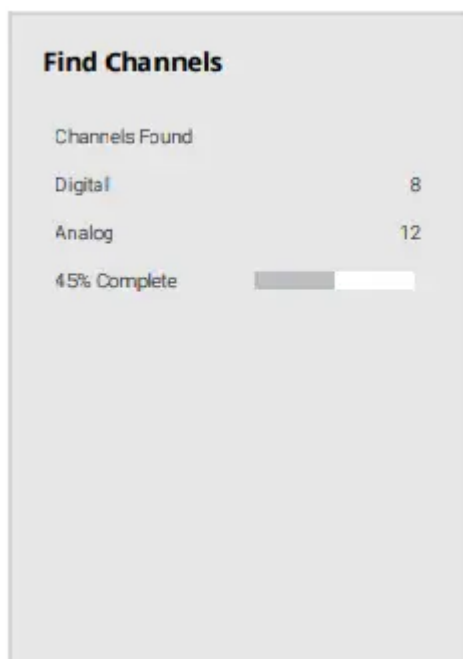 Find Channels
Channels Found
Digital 8
Analog 12
45% Complete